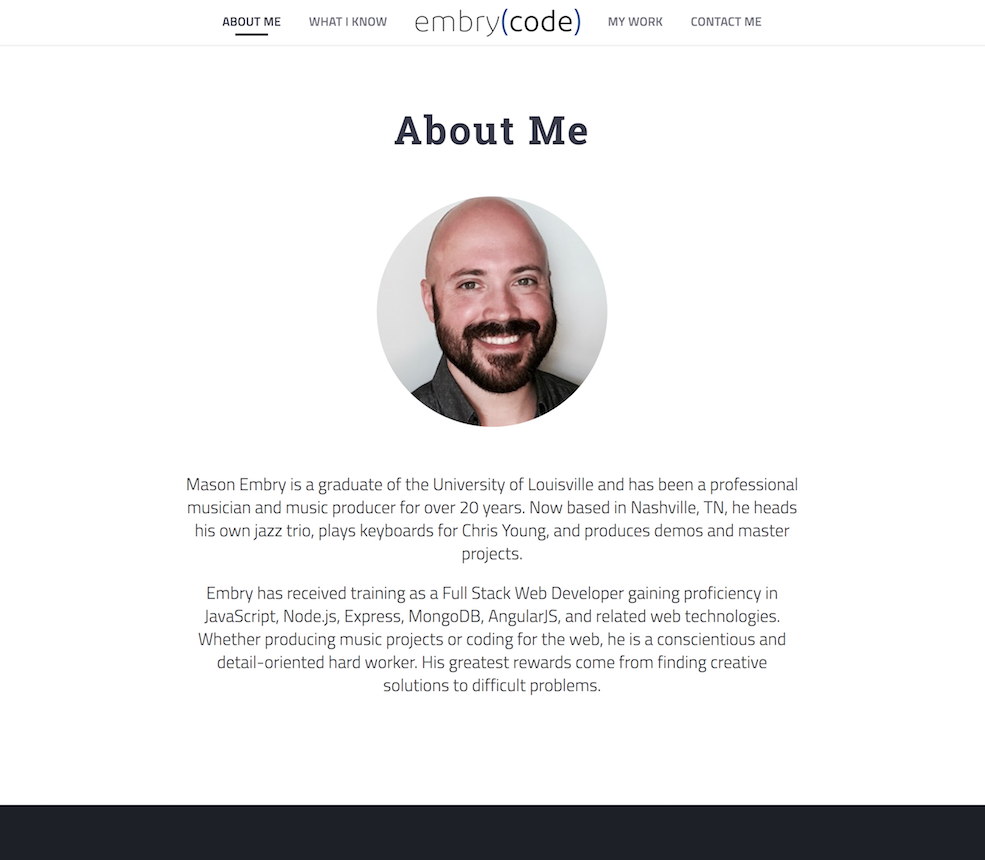 ABOUT ME WHAT I KNOW embry(code) MY WORK CONTACT ME
About Me
Mason Embry is a graduate of the University of Louisville and has been a professional
musician and music producer for over 20 years. Now based in Nashville, TN, he heads
his own jazz trio, plays keyboards for Chris Young, and produces demos and master
projects.
Embry has received training as a Full Stack Web Developer gaining proficiency in
JavaScript, Node.js, Express, MongoDB, AngularJS, and related web technologies.
Whether producing music projects or coding for the web, he is a conscientious and
detail-oriented hard worker. His greatest rewards come from finding creative
solutions to difficult problems.